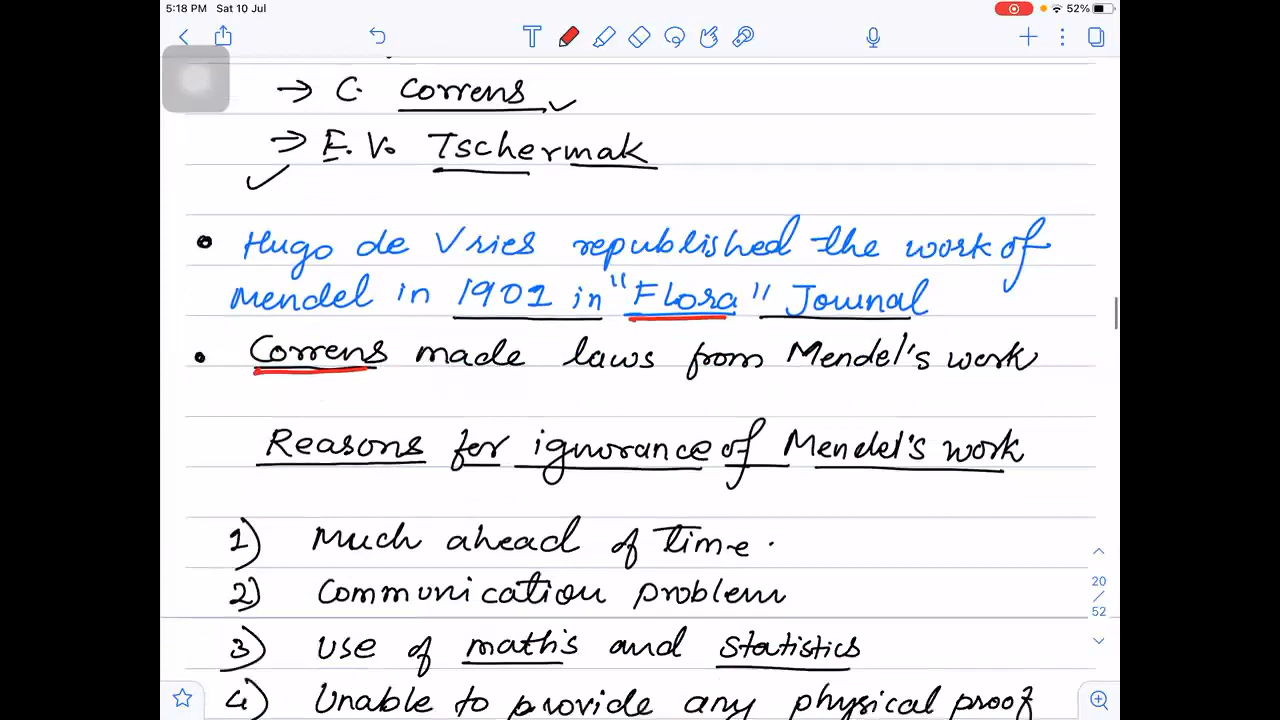 5:18 PM Sat 10 Jul
52%
→ C. Correns
→ E. V. Tschermak
• Hugo de Vries republished the work of
Mendel in 1901 in "Flora" Journal
• Correns made laws from Mendel's work
Reasons for ignorance of Mendel's work
1) Much ahead of Time.
2) Communication problem
3) Use of maths and statistics
4) Unable to provide any physical proof
20
/
52